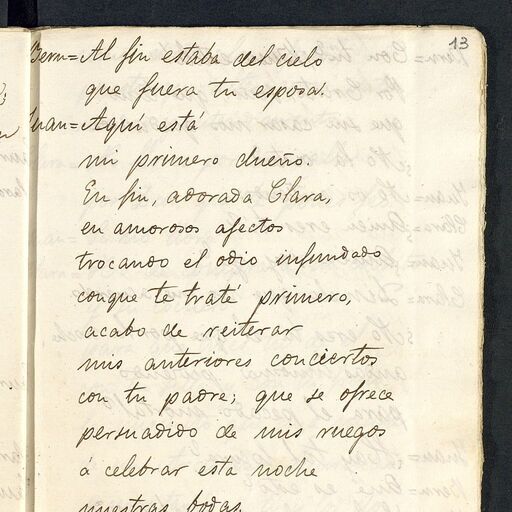 13
Bern=Al fin estaba del cielo
que fuera tu esposa.
Juan=Aquí está
mi primero dueño.
En fin, adorada Clara,
en amorosos afectos
trocando el odio infundado
conque te traté primero,
acabo de reiterar
mis anteriores conciertos
con tu padre; que se ofrece
persuadido de mis ruegos
á celebrar esta noche
nuestras bodas.